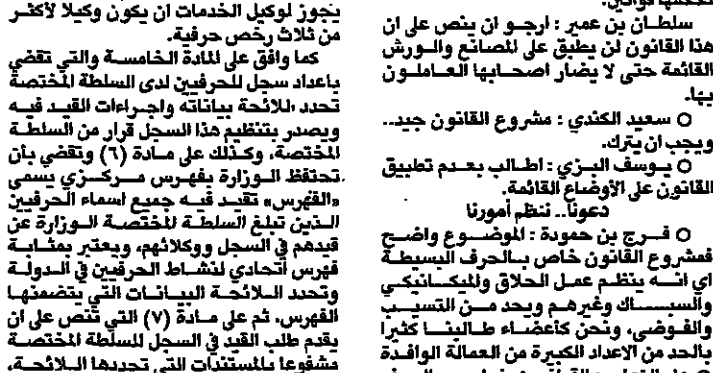 سلطان بن عمير : ارجو ان ينص على ان
هذا القانون لن يطبق على المصانع والورش
القائمة حتى لا يضار اصحابها العاملون
بها.
○ سعيد الكندي : مشروع القانون جيد..
ويجب ان يترك.
○ يوسف البزي : اطالب بعدم تطبيق
القانون على الأوضاع القائمة.
دعونا.. ننظم أمورنا
○ فرج بن حمودة : الموضوع واضح
فمشروع القانون خاص بالحرف البسيطة
اي انه ينظم عمل الحلاق والميكانيكي
والسباك وغيرهم ويحد من التسيب
والفوضى، ونحن كأعضاء طالبنا كثيرا
بالحد من الاعداد الكبيرة من العمالة الوافدة
يجوز لوكيل الخدمات ان يكون وكيلا لأكثر
من ثلاث رخص حرفية.
كما وافق على المادة الخامسة والتي تقضي
باعداد سجل للحرفيين لدى السلطة المختصة
تحدد اللائحة بياناته واجراءات القيد فيه
ويصدر بتنظيم هذا السجل قرار من السلطة
المختصة، وكذلك على مادة (٦) وتقضي بأن
تحتفظ الوزارة بفهرس مركزي يسمى
«الفهرس» تقيد فيه جميع اسماء الحرفيين
الذين تبلغ السلطة المختصة الوزارة عن
قيدهم في السجل ووكلائهم، ويعتبر بمثابة
فهرس أتحادي لنشاط الحرفيين في الدولة
وتحدد اللائحة البيانات التي يتضمنها
الفهرس، ثم على مادة (٧) التي تنص على ان
يقدم طلب القيد في السجل للسلطة المختصة
مشفوعا بالمستندات التي تحددها اللائحة،